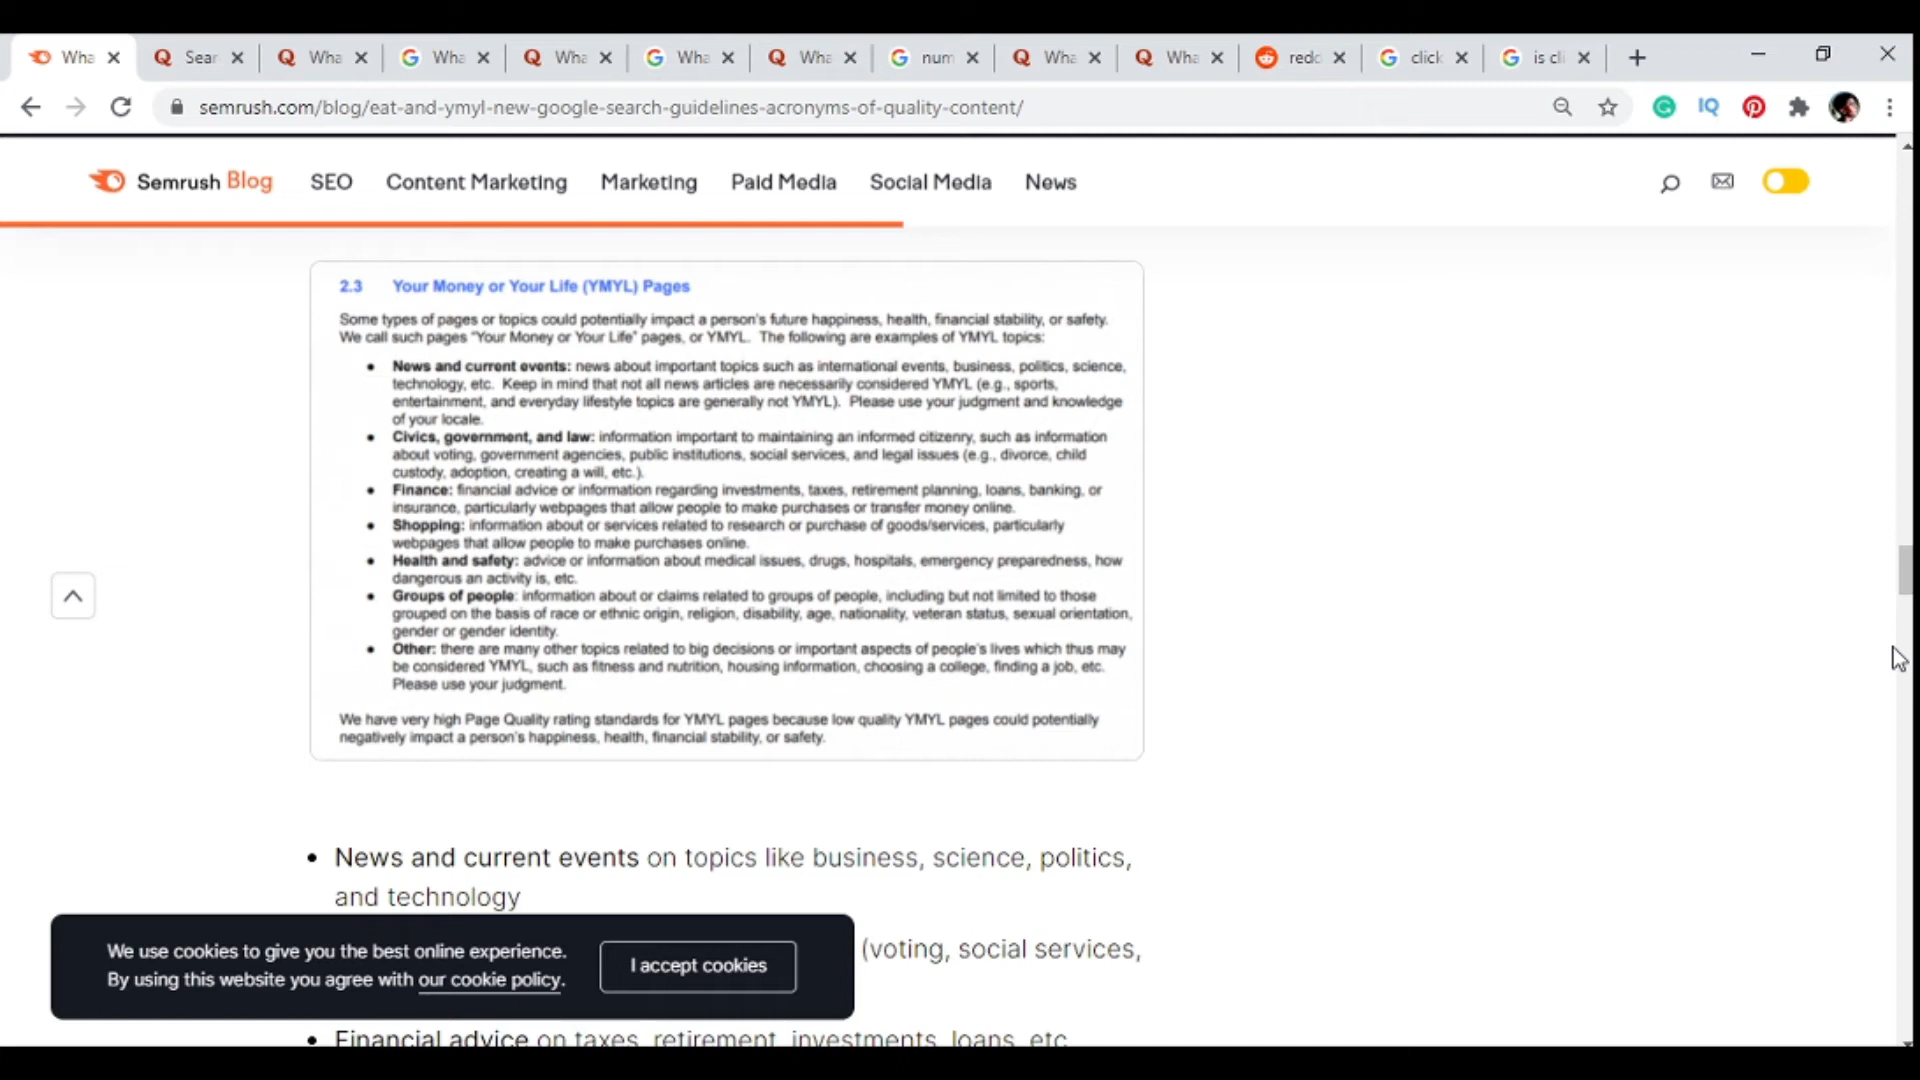 Wha
Sear
Wha
Wha
Wha
Wha
Wha
num
Wha
Wha
redd
click
is cli
semrush.com/blog/eat-and-ymyl-new-google-search-guidelines-acronyms-of-quality-content/
IQ
Semrush Blog
SEO
Content Marketing
Marketing
Paid Media
Social Media
News
2.3 Your Money or Your Life (YMYL) Pages
Some types of pages or topics could potentially impact a person's future happiness, health, financial stability, or safety.
We call such pages "Your Money or Your Life" pages, or YMYL. The following are examples of YMYL topics:
• News and current events: news about important topics such as international events, business, politics, science,
technology, etc. Keep in mind that not all news articles are necessarily considered YMYL (e.g., sports,
entertainment, and everyday lifestyle topics are generally not YMYL). Please use your judgment and knowledge
of your locale.
• Civics, government, and law: information important to maintaining an informed citizenry, such as information
about voting, government agencies, public institutions, social services, and legal issues (e.g., divorce, child
custody, adoption, creating a will, etc.).
• Finance: financial advice or information regarding investments, taxes, retirement planning, loans, banking, or
insurance, particularly webpages that allow people to make purchases or transfer money online.
• Shopping: information about or services related to research or purchase of goods/services, particularly
webpages that allow people to make purchases online.
• Health and safety: advice or information about medical issues, drugs, hospitals, emergency preparedness, how
dangerous an activity is, etc.
• Groups of people: information about or claims related to groups of people, including but not limited to those
grouped on the basis of race or ethnic origin, religion, disability, age, nationality, veteran status, sexual orientation,
gender or gender identity.
• Other: there are many other topics related to big decisions or important aspects of people's lives which thus may
be considered YMYL, such as fitness and nutrition, housing information, choosing a college, finding a job, etc.
Please use your judgment.
We have very high Page Quality rating standards for YMYL pages because low quality YMYL pages could potentially
negatively impact a person's happiness, health, financial stability, or safety.
• News and current events on topics like business, science, politics,
and technology
(voting, social services,
We use cookies to give you the best online experience.
By using this website you agree with our cookie policy.
I accept cookies
• Financial advice on taxes, retirement, investments, loans, etc